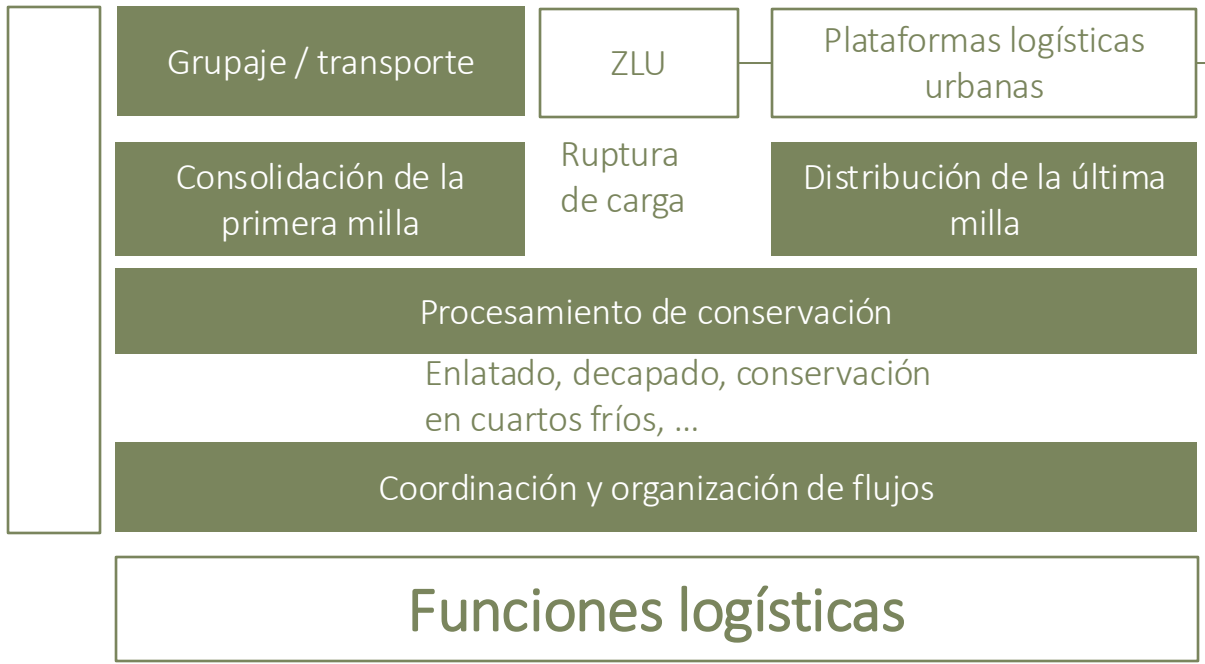 Grupaje / transporte
ZLU
Plataformas logísticas
urbanas
Consolidación de la
primera milla
Ruptura
de carga
Distribución de la última
milla
Procesamiento de conservación
Enlatado, decapado, conservación
en cuartos fríos, ...
Coordinación y organización de flujos
Funciones logísticas